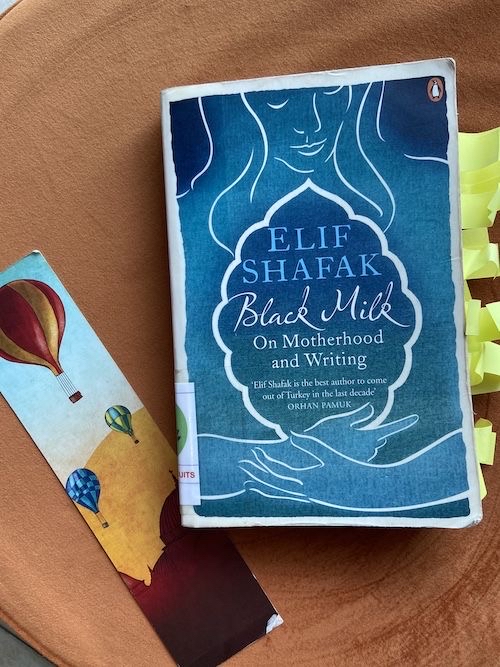 ELIF
SHAFAK
Black Milk
On Motherhood
and Writing
'Elif Shafak is the best author to come
out of Turkey in the last decade'
ORHAN PAMUK
UITS